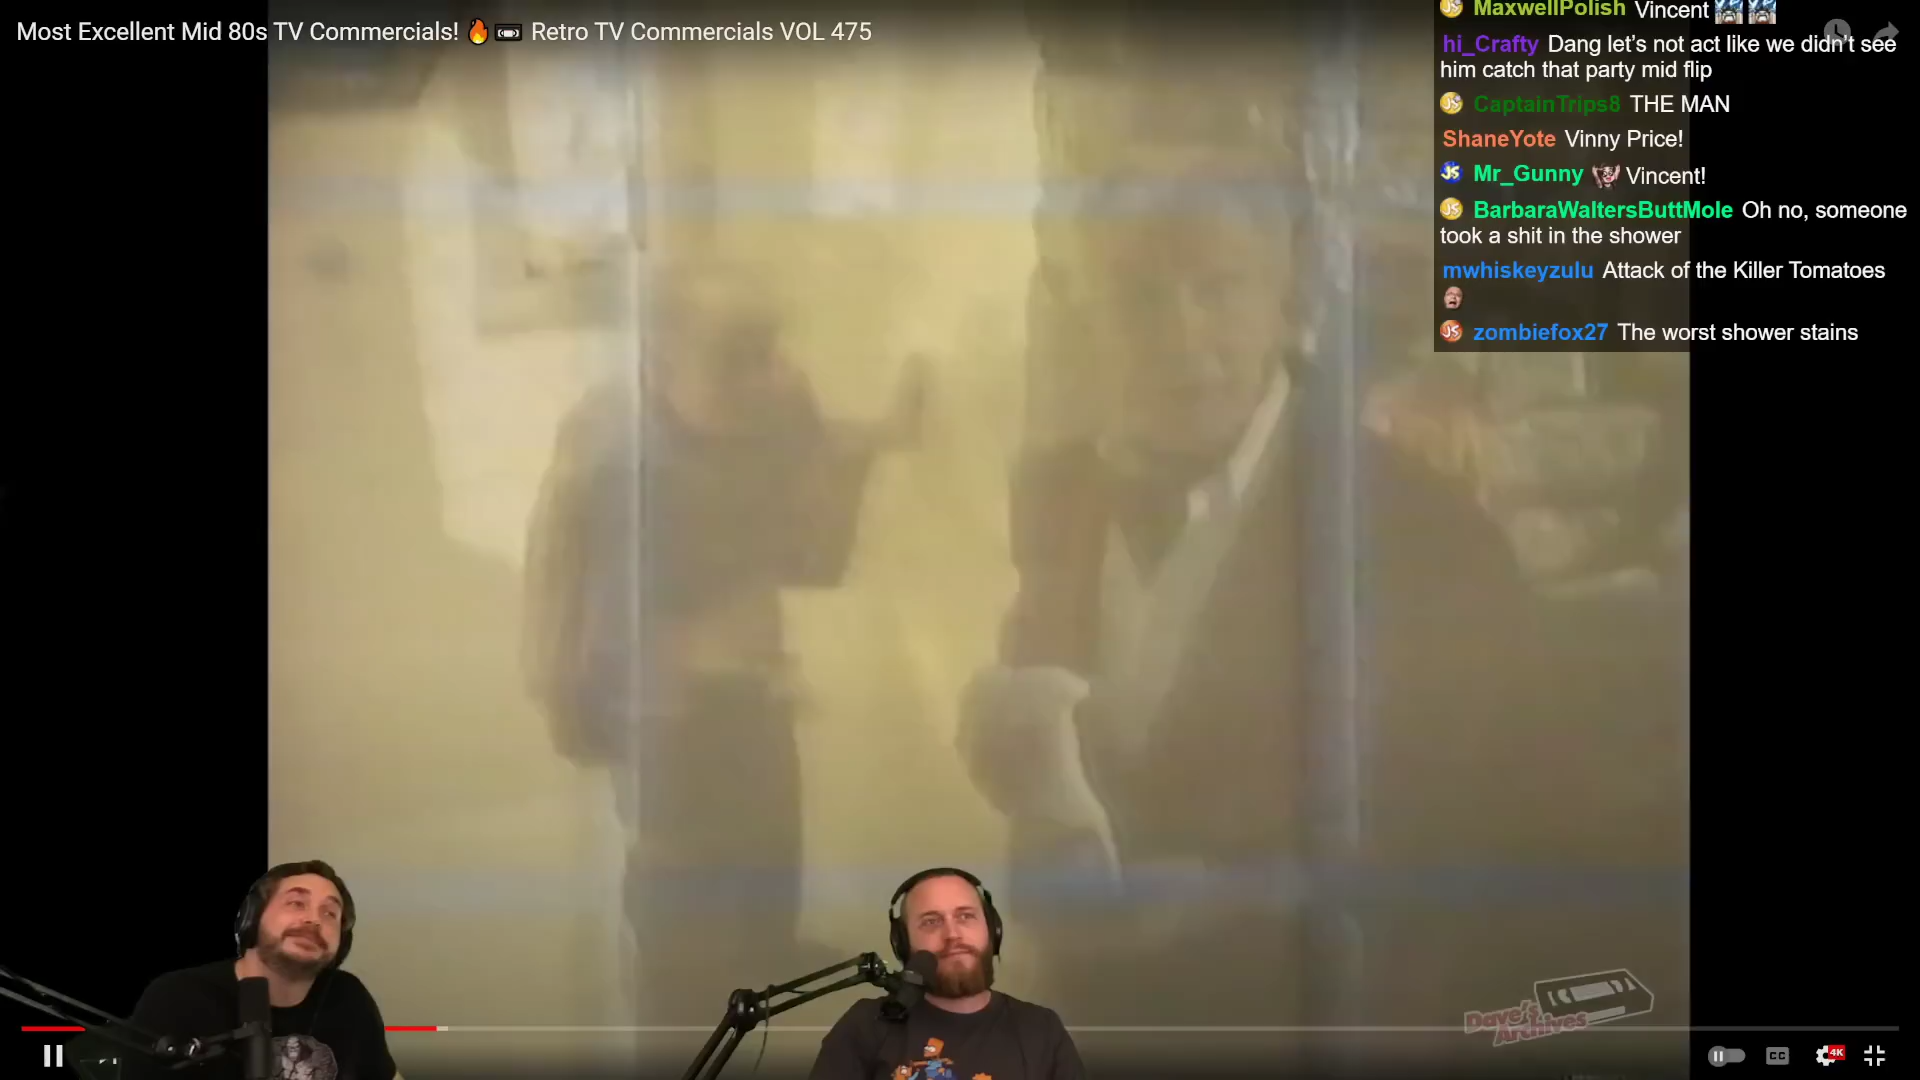 Most Excellent Mid 80s TV Commercials! 🔥📼 Retro TV Commercials VOL 475
MaxwellPolish Vincent
hi_Crafty Dang let's not act like we didn't see
him catch that party mid flip
CaptainTrips8 THE MAN
ShaneYote Vinny Price!
Mr_Gunny Vincent!
BarbaraWaltersButtMole Oh no, someone
took a shit in the shower
mwhiskeyzulu Attack of the Killer Tomatoes
zombiefox27 The worst shower stains
Dave's
Archives
CC
4K